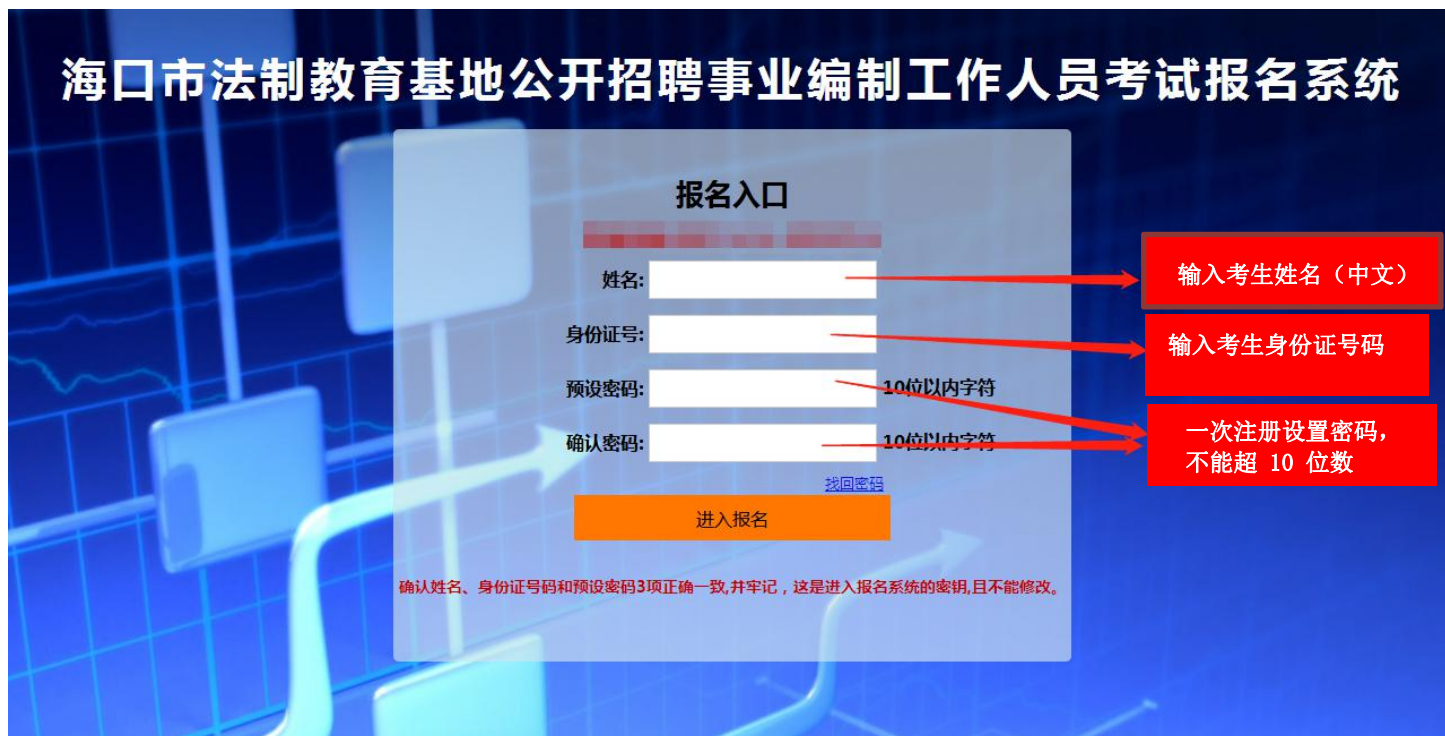 海口市法制教育基地公开招聘事业编制工作人员考试报名系统
报名入口
姓名:
输入考生姓名（中文）
身份证号:
输入考生身份证号码
预设密码:
10位以内字符
确认密码:
10位以内字符
一次注册设置密码,
不能超 10 位数
找回密码
进入报名
确认姓名、身份证号码和预设密码3项正确一致,并牢记，这是进入报名系统的密钥,且不能修改。